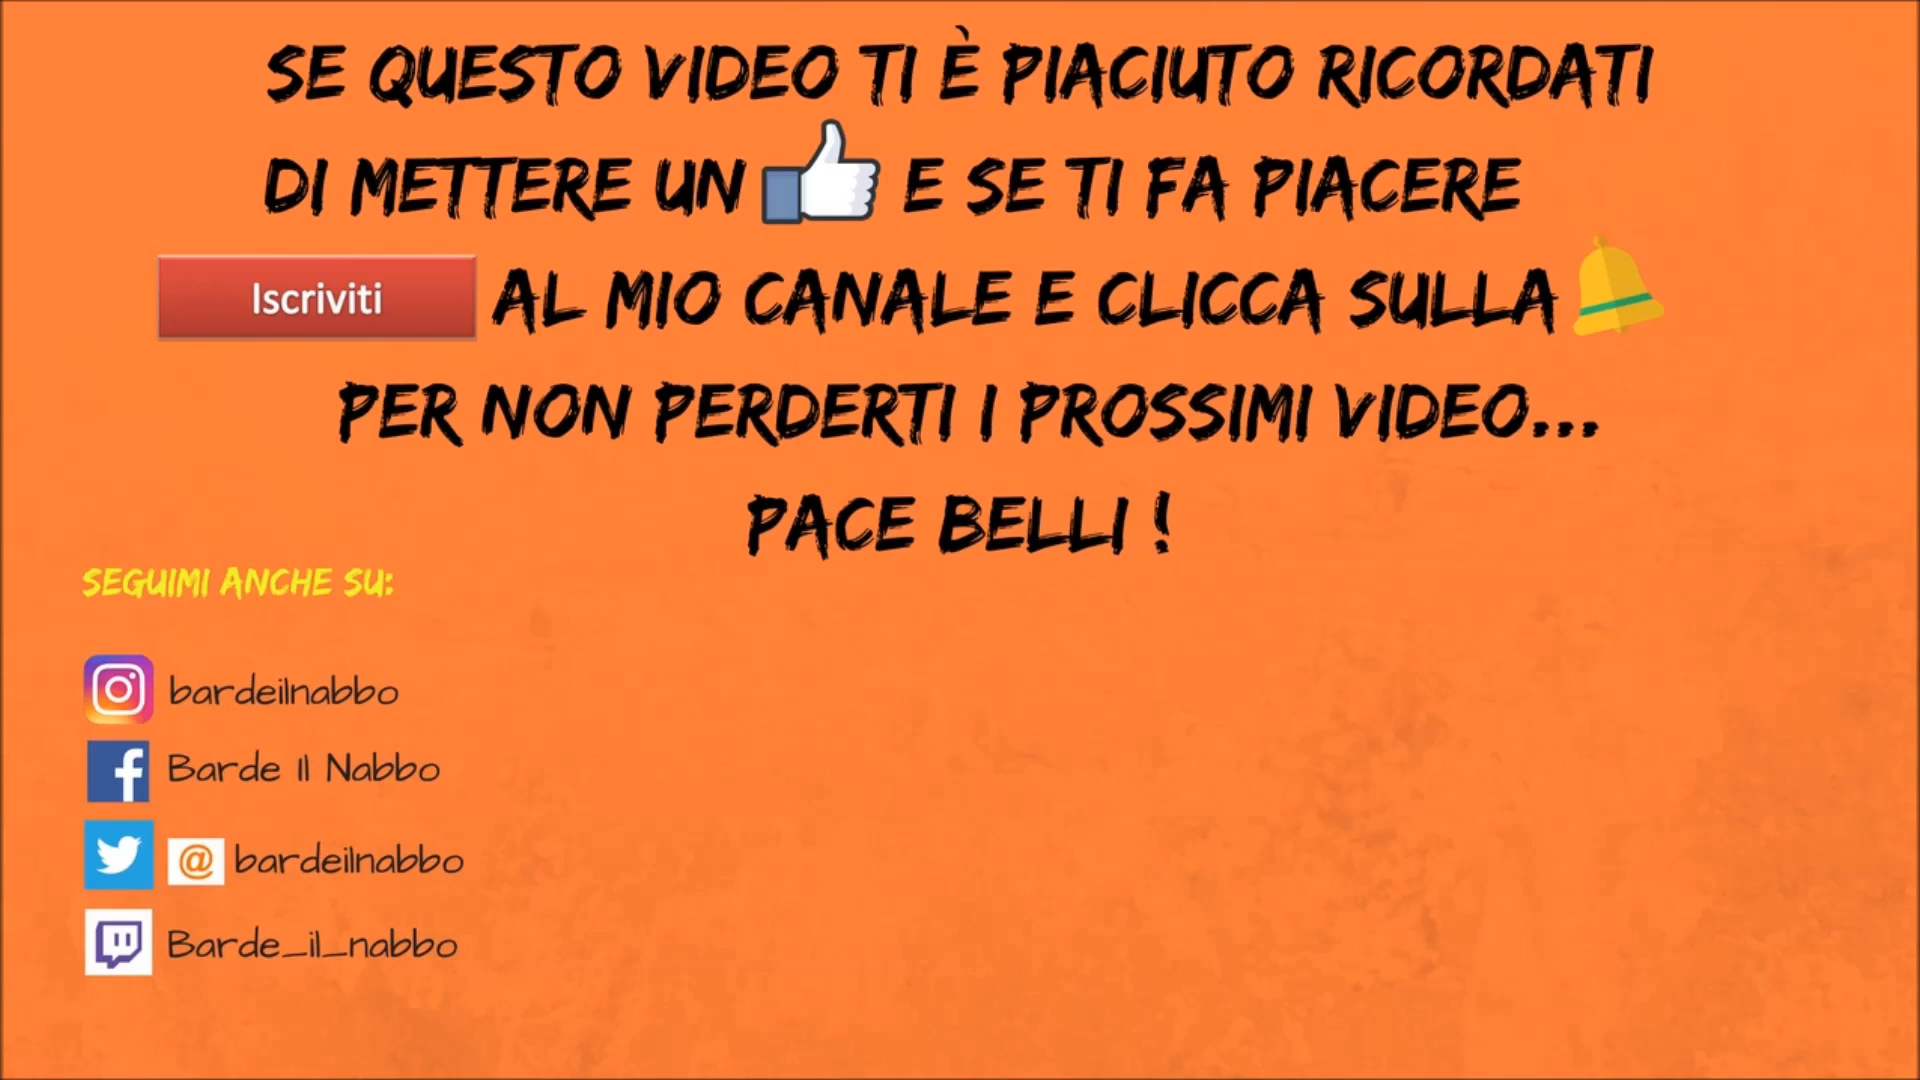 SE QUESTO VIDEO TI È PIACIUTO RICORDATI
DI METTERE UN E SE TI FA PIACERE
Iscriviti AL MIO CANALE E CLICCA SULLA
PER NON PERDERTI I PROSSIMI VIDEO...
PACE BELLI !
SEGUIMI ANCHE SU:
bardeilnabbo
Barde Il Nabbo
@ bardeilnabbo
Barde_il_nabbo